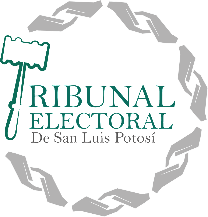 TRIBUNAL
ELECTORAL
De San Luis Potosí